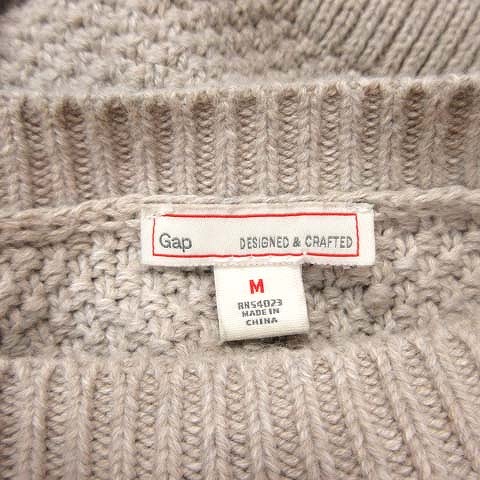 Gap DESIGNED & CRAFTED
M
RN54023
MADE IN
CHINA